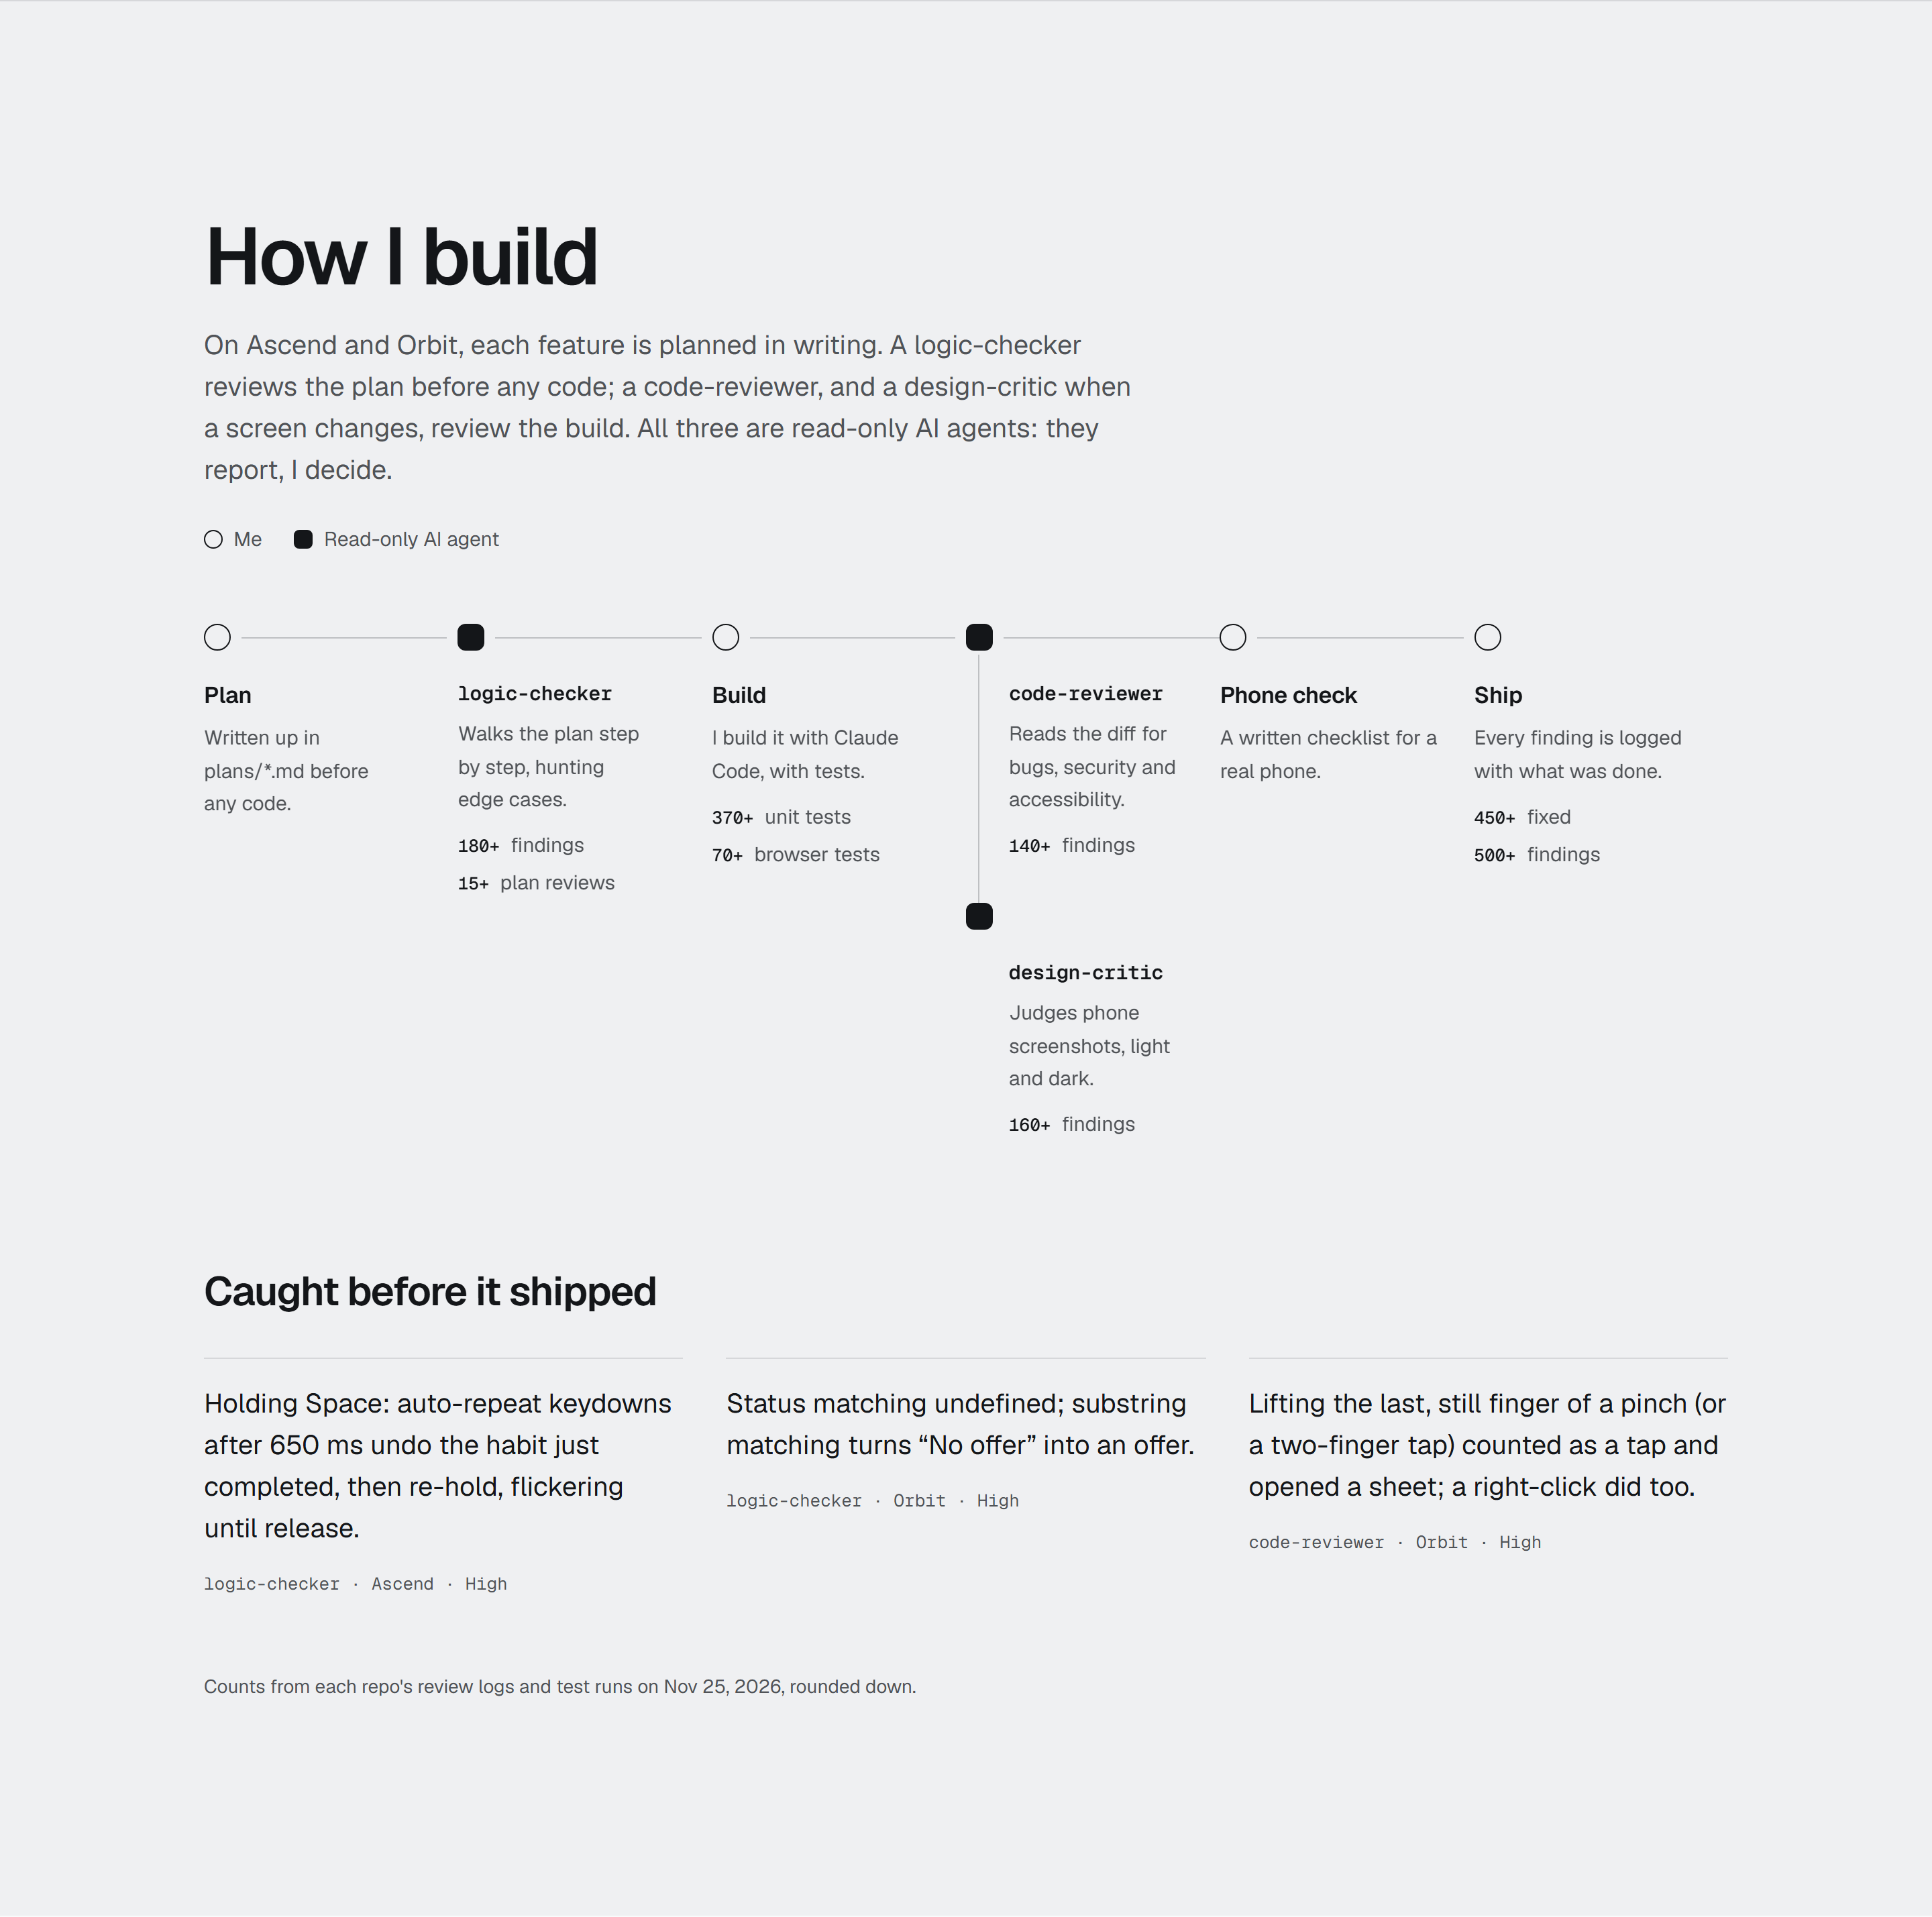 How I build
On Ascend and Orbit, each feature is planned in writing. A logic-checker
reviews the plan before any code; a code-reviewer, and a design-critic when
a screen changes, review the build. All three are read-only AI agents: they
report, I decide.
Me
Read-only AI agent
Plan
Written up in
plans/*.md before
any code.
logic-checker
Walks the plan step
by step, hunting
edge cases.
180+ findings
15+ plan reviews
Build
I build it with Claude
Code, with tests.
370+ unit tests
70+ browser tests
code-reviewer
Reads the diff for
bugs, security and
accessibility.
140+ findings
design-critic
Judges phone
screenshots, light
and dark.
160+ findings
Phone check
A written checklist for a
real phone.
Ship
Every finding is logged
with what was done.
450+ fixed
500+ findings
Caught before it shipped
Holding Space: auto-repeat keydowns
after 650 ms undo the habit just
completed, then re-hold, flickering
until release.
logic-checker · Ascend · High
Status matching undefined; substring
matching turns “No offer” into an offer.
logic-checker · Orbit · High
Lifting the last, still finger of a pinch (or
a two-finger tap) counted as a tap and
opened a sheet; a right-click did too.
code-reviewer · Orbit · High
Counts from each repo's review logs and test runs on Nov 25, 2026, rounded down.